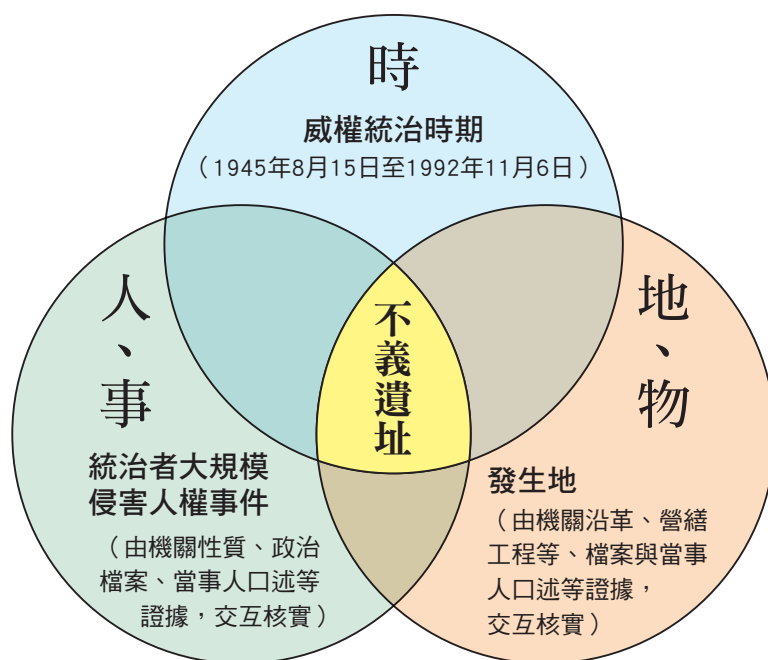 時
威權統治時期
（1945年8月15日至1992年11月6日）
人、事
統治者大規模
侵害人權事件
（由機關性質、政治
檔案、當事人口述等
證據，交互核實）
不義遺址
地、物
發生地
（由機關沿革、營繕
工程等、檔案與當事
人口述等證據，
交互核實）